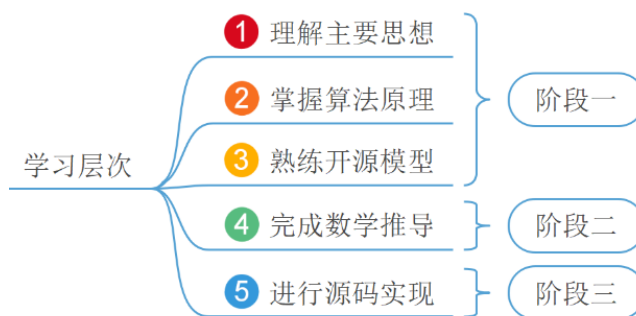 1 理解主要思想
2 掌握算法原理
阶段一
3 熟练开源模型
学习层次
4 完成数学推导
阶段二
5 进行源码实现
阶段三